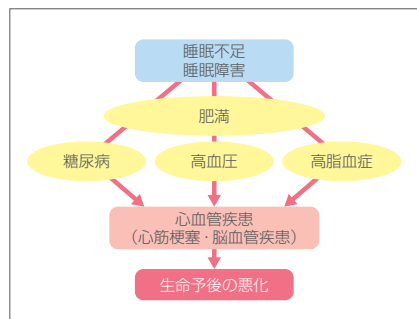 睡眠不足
睡眠障害
肥満
糖尿病
高血圧
高脂血症
心血管疾患
（心筋梗塞・脳血管疾患）
生命予後の悪化